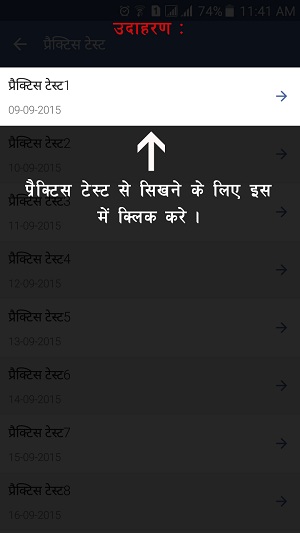 74% 11:41 AM
उदाहरण :
प्रैक्टिस टेस्ट
प्रैक्टिस टेस्ट1
09-09-2015
प्रैक्टिस टेस्ट2
10-09-2015
प्रैक्टिस टेस्ट से सिखने के लिए इस
में क्लिक करे ।
प्रैक्टिस टेस्ट3
11-09-2015
प्रैक्टिस टेस्ट4
12-09-2015
प्रैक्टिस टेस्ट5
13-09-2015
प्रैक्टिस टेस्ट6
14-09-2015
प्रैक्टिस टेस्ट7
15-09-2015
प्रैक्टिस टेस्ट8
16-09-2015